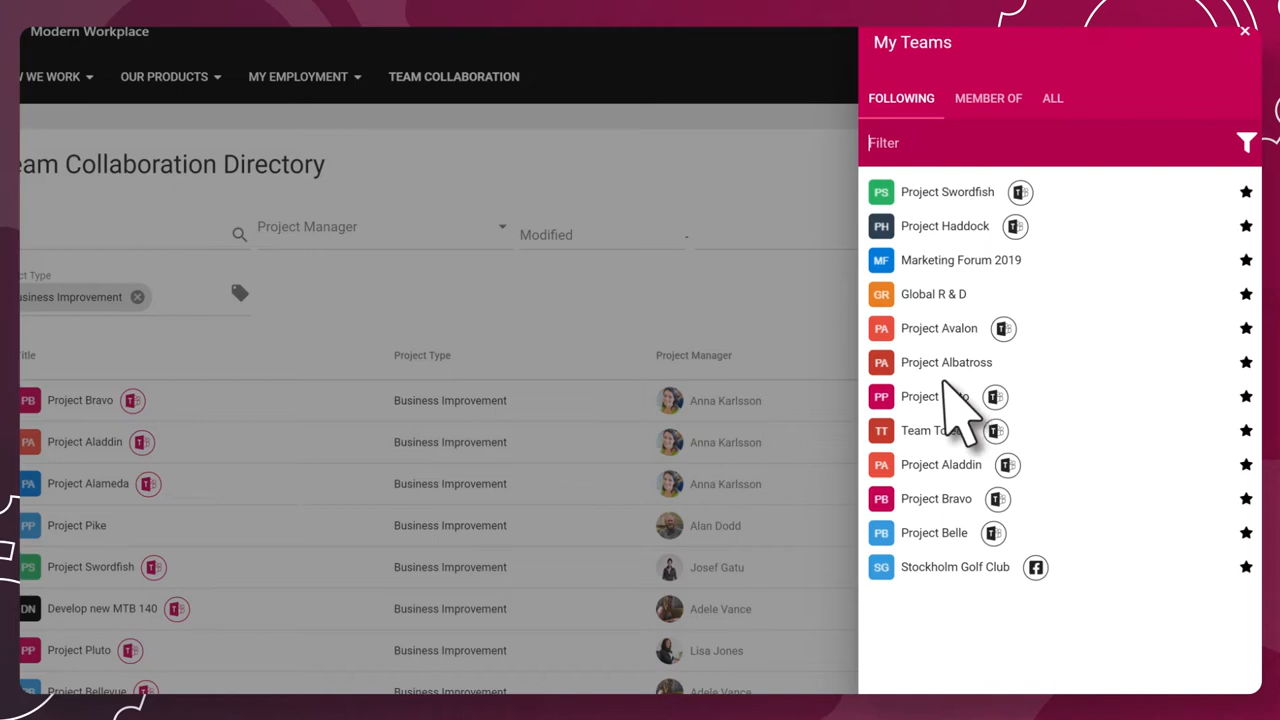 Modern Workplace
W WE WORK
OUR PRODUCTS
MY EMPLOYMENT
TEAM COLLABORATION
eam Collaboration Directory
Project Manager
Modified
-
ct Type
usiness Improvement
Title
Project Type
Project Manager
PB Project Bravo Business Improvement Anna Karlsson
PA Project Aladdin Business Improvement Anna Karlsson
PA Project Alameda Business Improvement Anna Karlsson
PP Project Pike Business Improvement Alan Dodd
PS Project Swordfish Business Improvement Josef Gatu
DN Develop new MTB 140 Business Improvement Adele Vance
PP Project Pluto Business Improvement Lisa Jones
Project Bellevue Business Improvement Adele Vance
My Teams
FOLLOWING
MEMBER OF
ALL
Filter
PS Project Swordfish
PH Project Haddock
MF Marketing Forum 2019
GR Global R & D
PA Project Avalon
PA Project Albatross
PP Project
TT Team
PA Project Aladdin
PB Project Bravo
PB Project Belle
SG Stockholm Golf Club